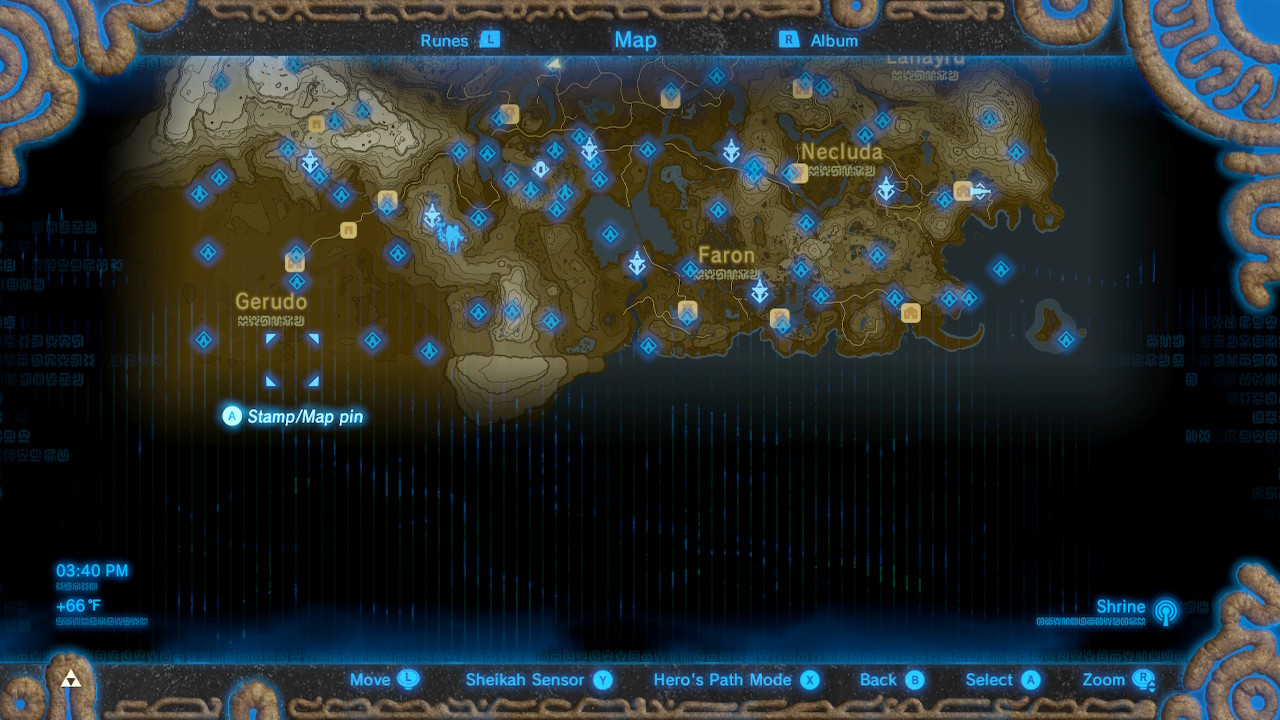 Runes L
Map
R Album
Lanayru
Necluda
Faron
Gerudo
A Stamp/Map pin
03:40 PM
+66°F
Shrine
Move L
Sheikah Sensor Y
Hero's Path Mode X
Back B
Select A
Zoom R